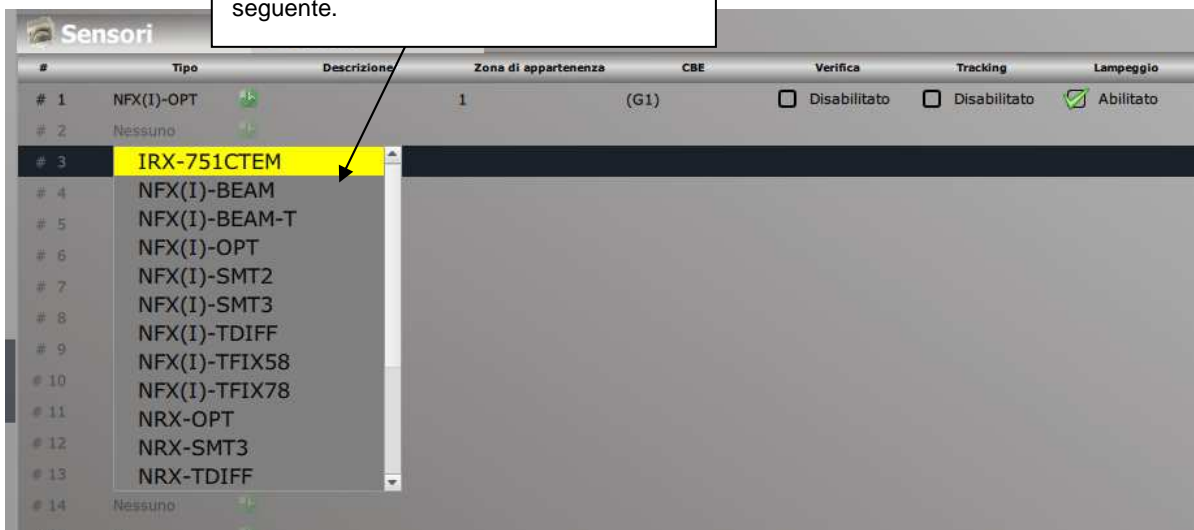 seguente.
Sensori
# Tipo Descrizione Zona di appartenenza CBE Verifica Tracking Lampeggio
# 1 NFX(I)-OPT 1 (G1) Disabilitato Disabilitato Abilitato
# 2 Nessuno
# 3 IRX-751CTEM
# 4 NFX(I)-BEAM
# 5 NFX(I)-BEAM-T
# 6 NFX(I)-OPT
# 7 NFX(I)-SMT2
# 8 NFX(I)-SMT3
# 9 NFX(I)-TDIFF
# 10 NFX(I)-TFIX58
NFX(I)-TFIX78
# 11 NRX-OPT
# 12 NRX-SMT3
# 13 NRX-TDIFF
# 14 Nessuno